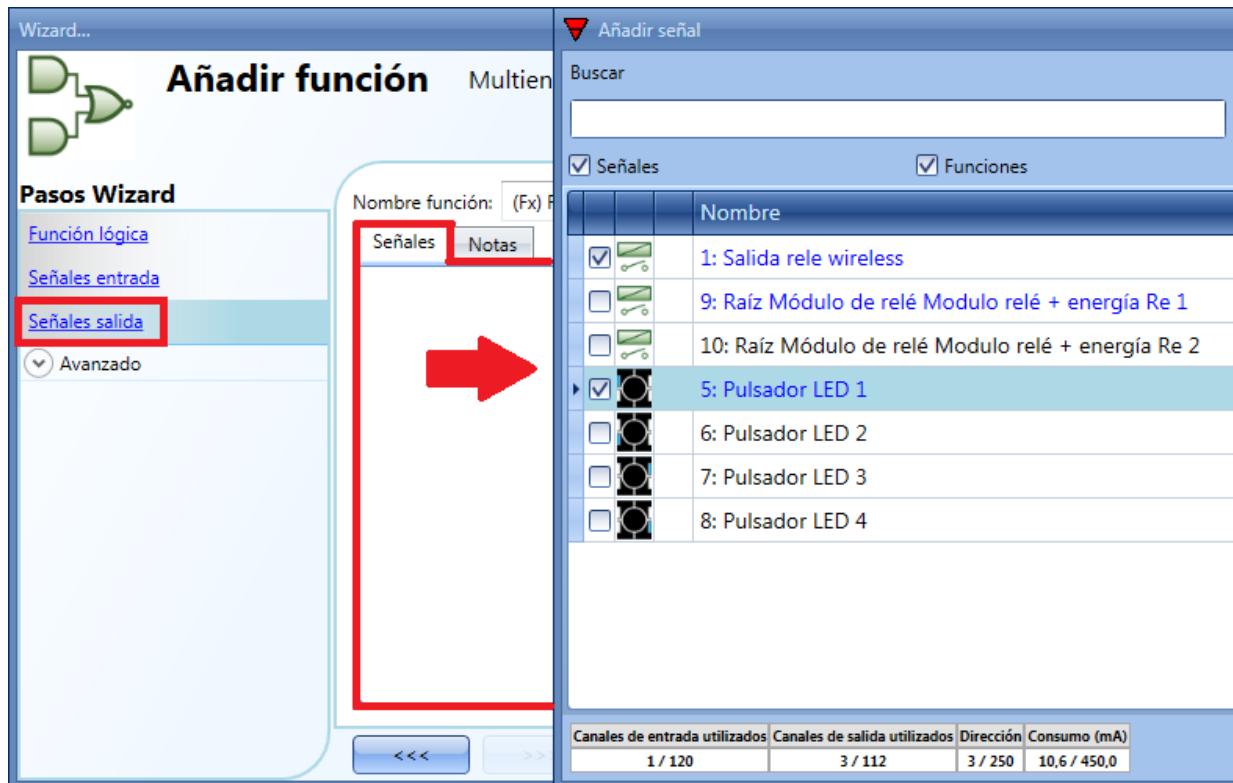 Wizard...
Añadir función Multien
Pasos Wizard
Función lógica
Señales entrada
Señales salida
Avanzado
Nombre función: (Fx) F
Señales Notas
<<< >>>
Añadir señal
Buscar
Señales Funciones
Nombre
1: Salida rele wireless
9: Raíz Módulo de relé Modulo relé + energía Re 1
10: Raíz Módulo de relé Modulo relé + energía Re 2
5: Pulsador LED 1
6: Pulsador LED 2
7: Pulsador LED 3
8: Pulsador LED 4
Canales de entrada utilizados Canales de salida utilizados Dirección Consumo (mA)
1 / 120 3 / 112 3 / 250 10,6 / 450,0